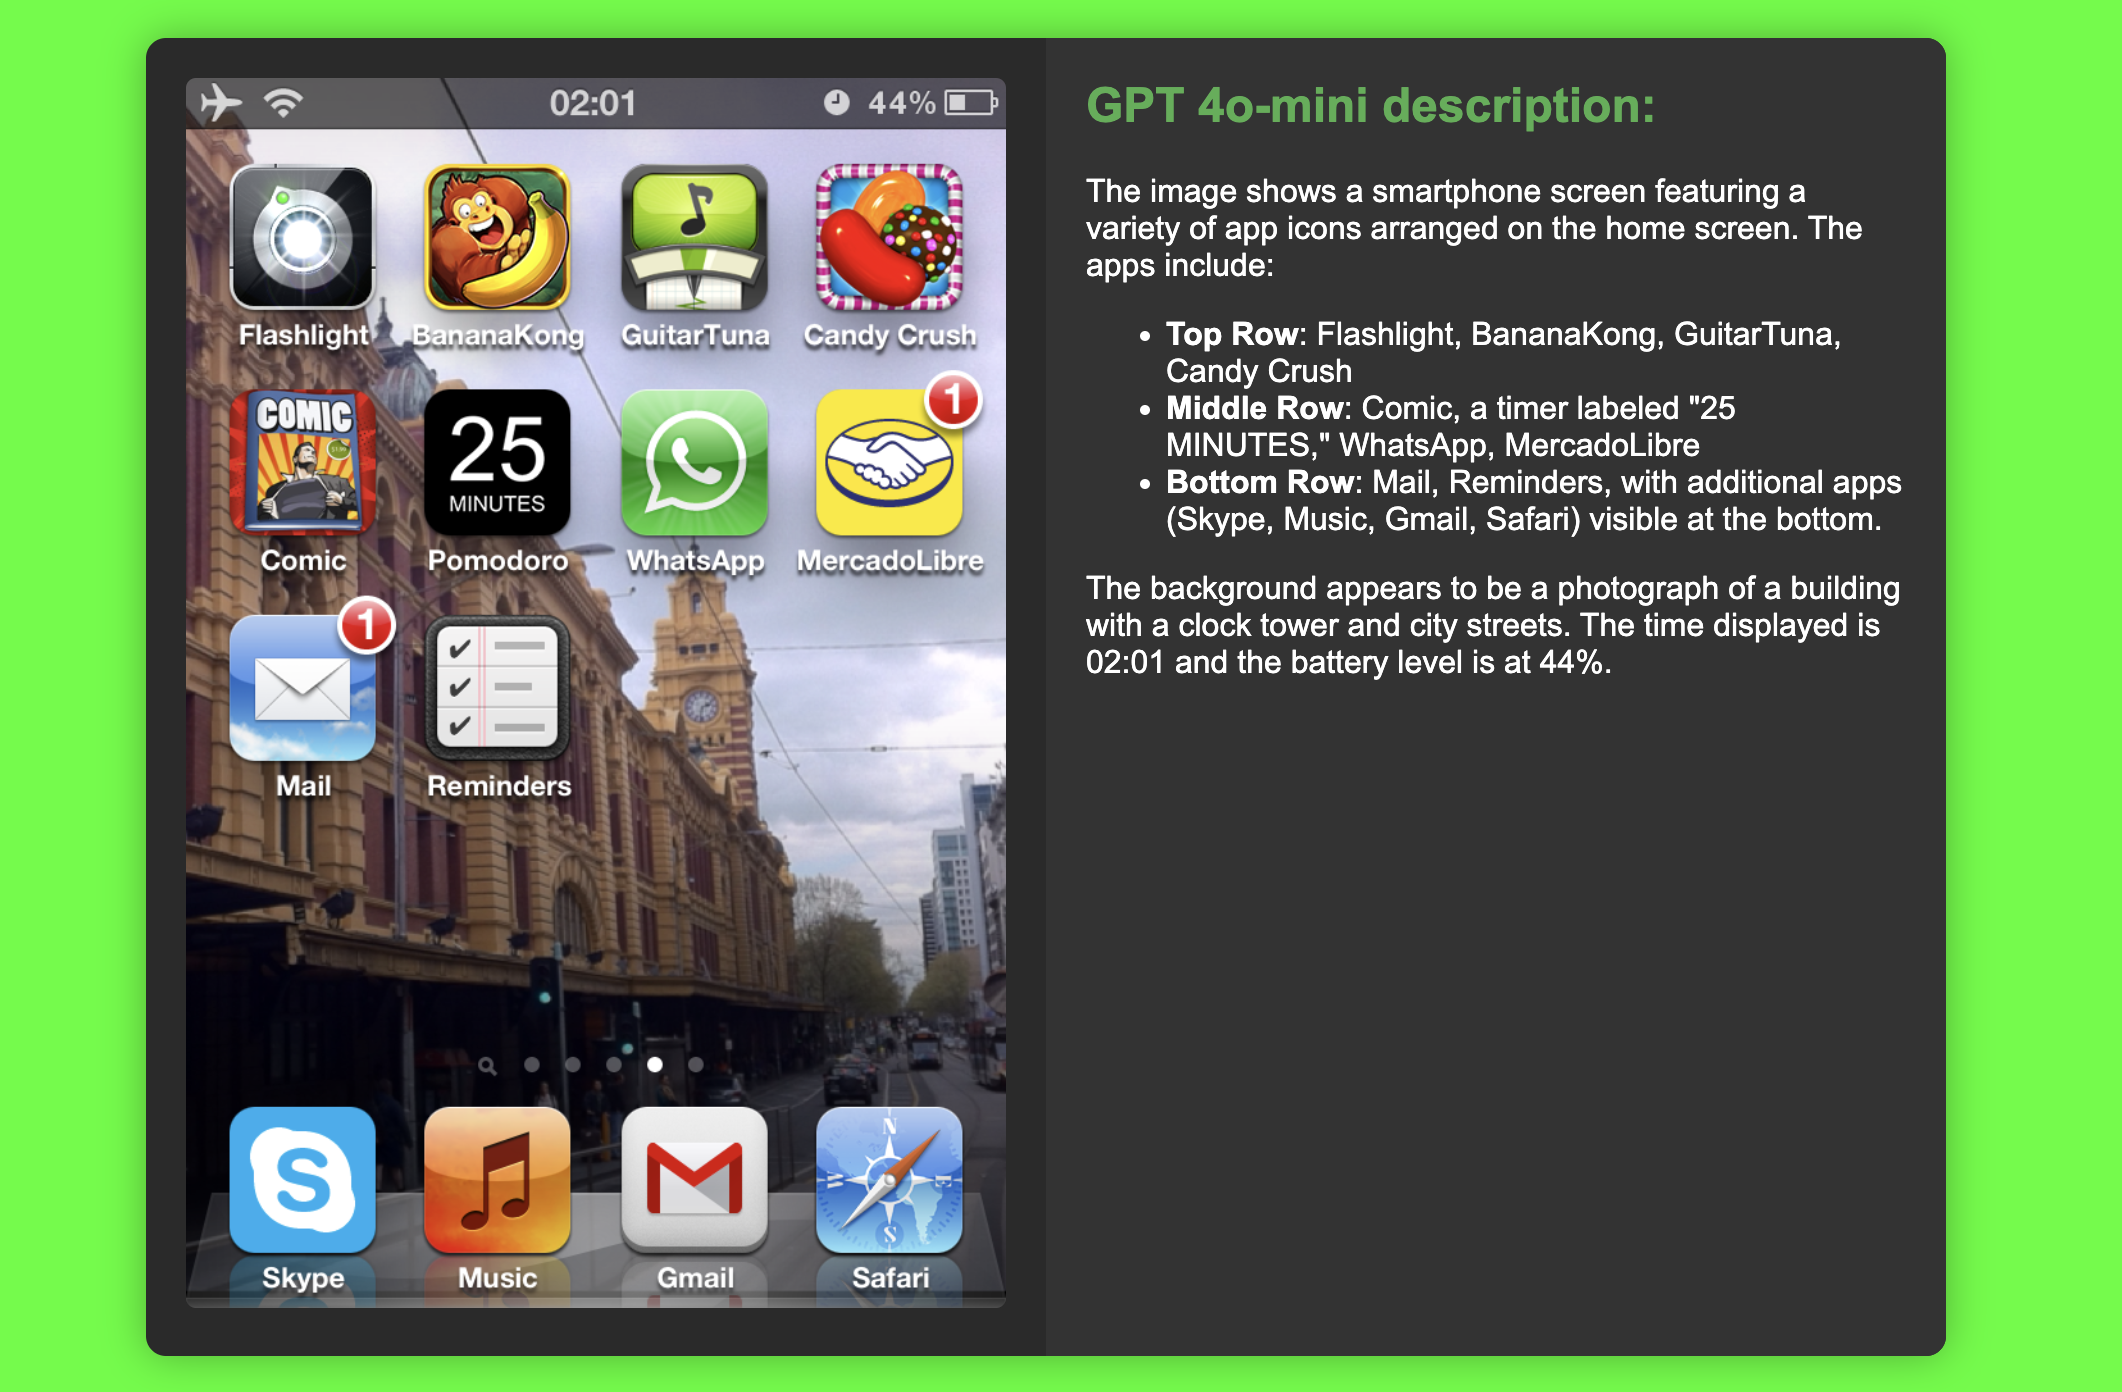 02:01
44%
Flashlight BananaKong GuitarTuna Candy Crush
COMIC
25
MINUTES
1
Comic Pomodoro WhatsApp MercadoLibre
1
Mail Reminders
S
N
S
Skype Music Gmail Safari
GPT 4o-mini description:
The image shows a smartphone screen featuring a
variety of app icons arranged on the home screen. The
apps include:
• Top Row: Flashlight, BananaKong, GuitarTuna,
Candy Crush
• Middle Row: Comic, a timer labeled "25
MINUTES," WhatsApp, MercadoLibre
• Bottom Row: Mail, Reminders, with additional apps
(Skype, Music, Gmail, Safari) visible at the bottom.
The background appears to be a photograph of a building
with a clock tower and city streets. The time displayed is
02:01 and the battery level is at 44%.